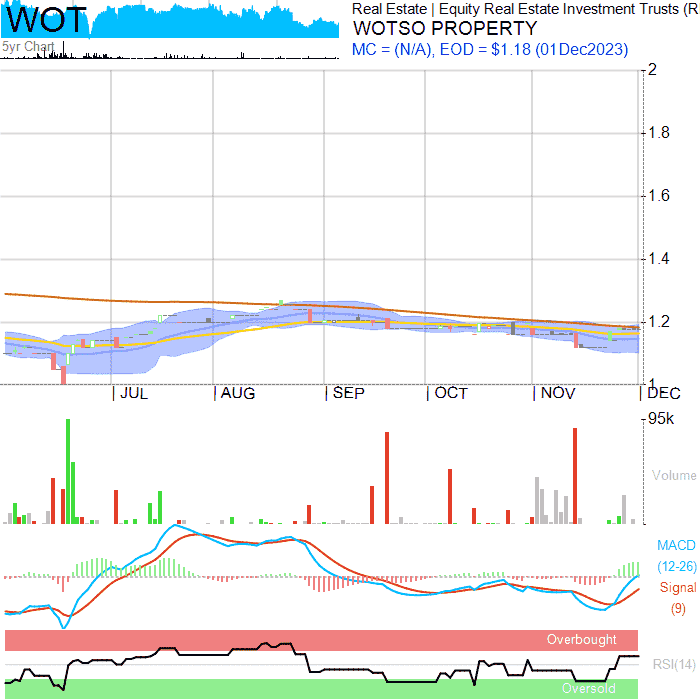 WOT
5yr Chart
Real Estate | Equity Real Estate Investment Trusts (R
WOTSO PROPERTY
MC = (N/A), EOD = $1.18 (01Dec2023)
2
1.8
1.6
1.4
1.2
1
JUL AUG SEP OCT NOV DEC
95k
Volume
MACD
(12-26)
Signal
(9)
Overbought
RSI(14)
Oversold